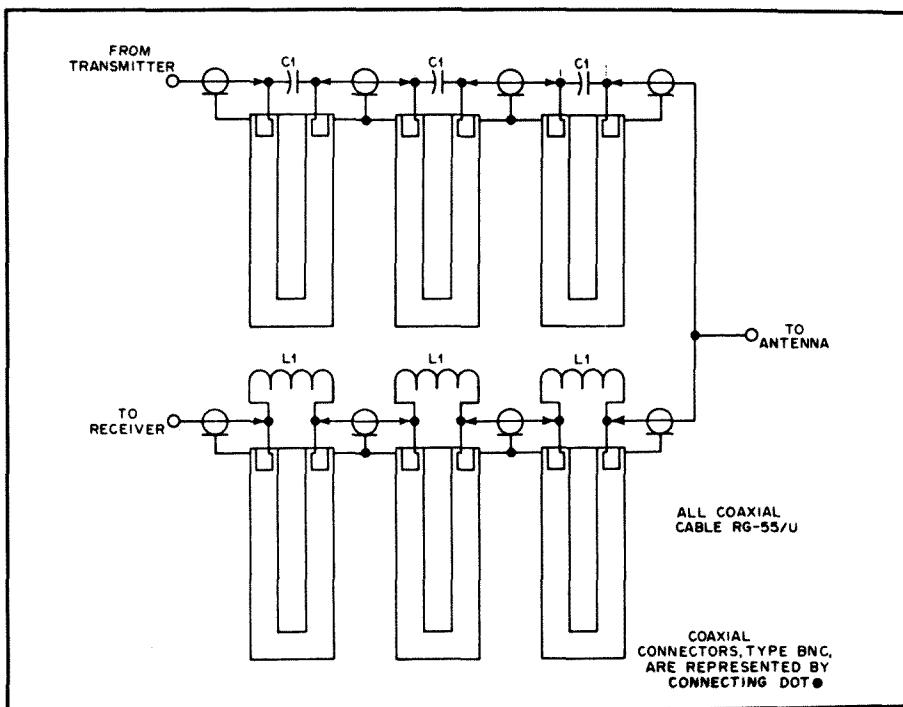 FROM
TRANSMITTER
C1
C1
C1
TO
ANTENNA
L1
L1
L1
TO
RECEIVER
ALL COAXIAL
CABLE RG-55/U
COAXIAL
CONNECTORS, TYPE BNC,
ARE REPRESENTED BY
CONNECTING DOT